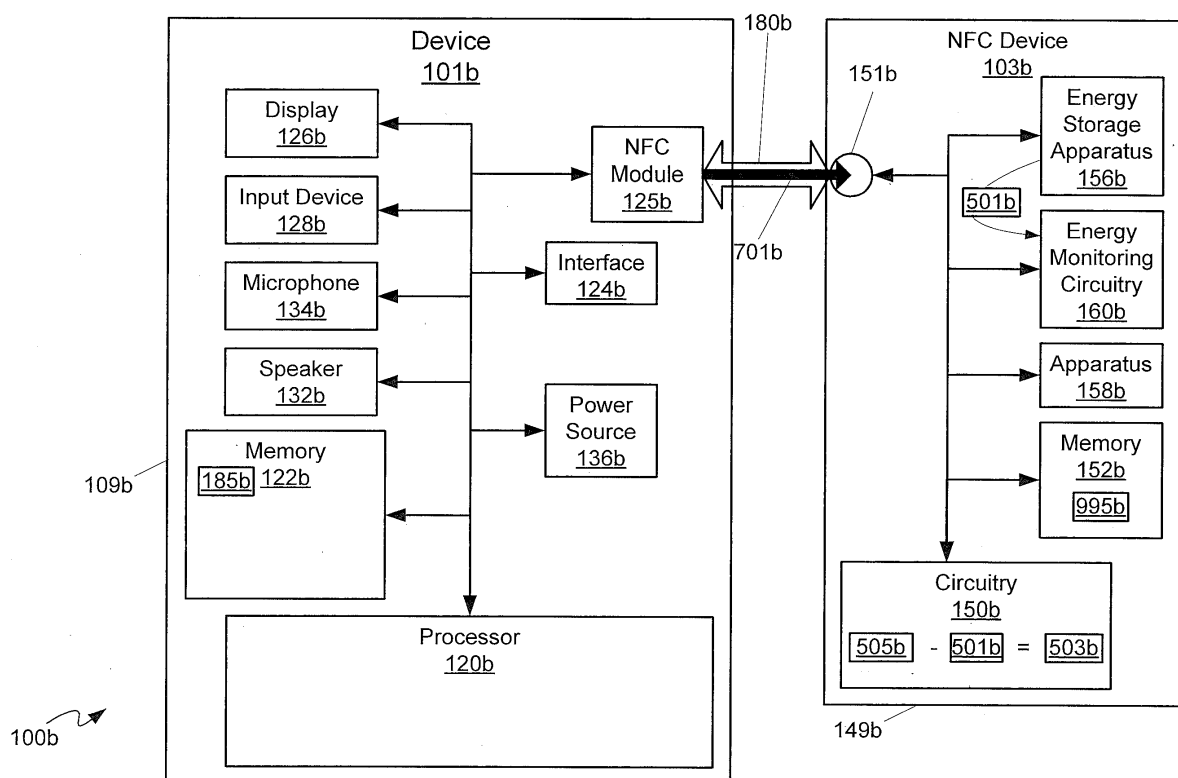 180b
Device
101b
NFC Device
103b
151b
Display
126b
Energy
Storage
Apparatus
156b
NFC
Module
125b
Input Device
128b
501b
701b
Energy
Monitoring
Circuitry
160b
Interface
124b
Microphone
134b
Speaker
132b
Apparatus
158b
Power
Source
136b
Memory
122b
185b
Memory
152b
995b
109b
Circuitry
150b
505b - 501b = 503b
Processor
120b
149b
100b